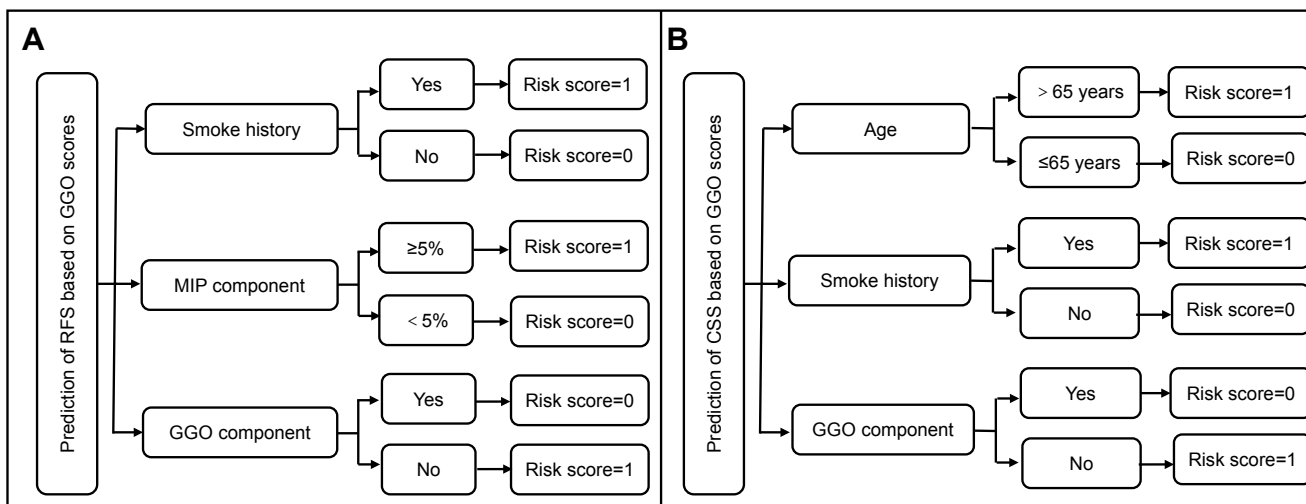 A
Prediction of RFS based on GGO scores
Smoke history
Yes
Risk score=1
No
Risk score=0
MIP component
≥5%
Risk score=1
< 5%
Risk score=0
GGO component
Yes
Risk score=0
No
Risk score=1
B
Prediction of CSS based on GGO scores
Age
> 65 years
Risk score=1
≤65 years
Risk score=0
Smoke history
Yes
Risk score=1
No
Risk score=0
GGO component
Yes
Risk score=0
No
Risk score=1